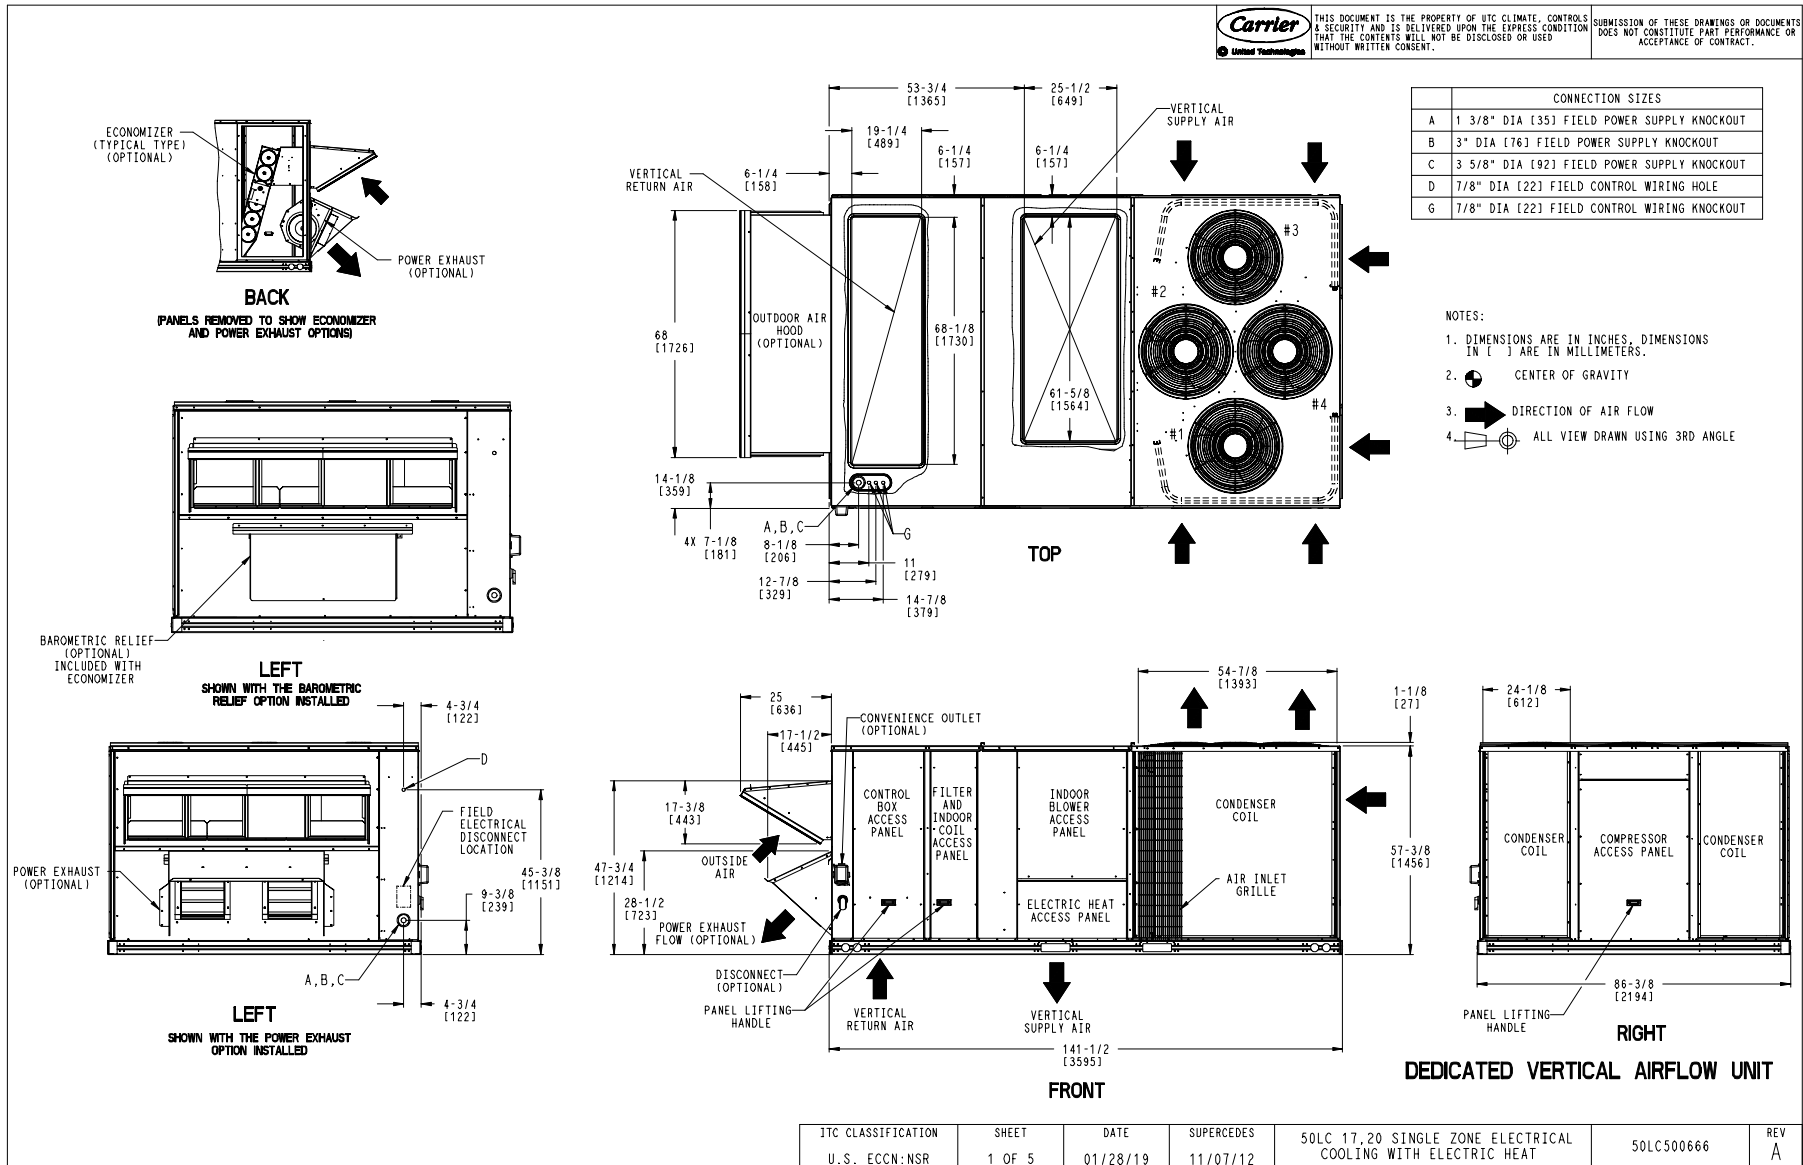 Carrier
United Technologies
THIS DOCUMENT IS THE PROPERTY OF UTC CLIMATE, CONTROLS
& SECURITY AND IS DELIVERED UPON THE EXPRESS CONDITION
THAT THE CONTENTS WILL NOT BE DISCLOSED OR USED
WITHOUT WRITTEN CONSENT.
SUBMISSION OF THESE DRAWINGS OR DOCUMENTS
DOES NOT CONSTITUTE PART PERFORMANCE OR
ACCEPTANCE OF CONTRACT.
ECONOMIZER
(TYPICAL TYPE)
(OPTIONAL)
POWER EXHAUST
(OPTIONAL)
BACK
(PANELS REMOVED TO SHOW ECONOMIZER
AND POWER EXHAUST OPTIONS)
53-3/4
[1365]
25-1/2
[649]
19-1/4
[489]
VERTICAL
SUPPLY AIR
6-1/4
[157]
6-1/4
[157]
6-1/4
[158]
VERTICAL
RETURN AIR
#3
#2
OUTDOOR AIR
HOOD
(OPTIONAL)
68
[1726]
68-1/8
[1730]
61-5/8
[1564]
#4
#1
14-1/8
[359]
A,B,C
G
4X 7-1/8
[181]
8-1/8
[206]
11
[279]
12-7/8
[329]
14-7/8
[379]
TOP
CONNECTION SIZES
A 1 3/8" DIA [35] FIELD POWER SUPPLY KNOCKOUT
B 3" DIA [76] FIELD POWER SUPPLY KNOCKOUT
C 3 5/8" DIA [92] FIELD POWER SUPPLY KNOCKOUT
D 7/8" DIA [22] FIELD CONTROL WIRING HOLE
G 7/8" DIA [22] FIELD CONTROL WIRING KNOCKOUT
NOTES:
1. DIMENSIONS ARE IN INCHES, DIMENSIONS
IN [ ] ARE IN MILLIMETERS.
2. CENTER OF GRAVITY
3. DIRECTION OF AIR FLOW
4. ALL VIEW DRAWN USING 3RD ANGLE
BAROMETRIC RELIEF
(OPTIONAL)
INCLUDED WITH
ECONOMIZER
LEFT
SHOWN WITH THE BAROMETRIC
RELIEF OPTION INSTALLED
4-3/4
[122]
D
FIELD
ELECTRICAL
DISCONNECT
LOCATION
POWER EXHAUST
(OPTIONAL)
45-3/8
[1151]
9-3/8
[239]
A,B,C
4-3/4
[122]
LEFT
SHOWN WITH THE POWER EXHAUST
OPTION INSTALLED
25
[636]
17-1/2
[445]
CONVENIENCE OUTLET
(OPTIONAL)
54-7/8
[1393]
1-1/8
[27]
17-3/8
[443]
47-3/4
[1214]
28-1/2
[723]
OUTSIDE
AIR
POWER EXHAUST
FLOW (OPTIONAL)
CONTROL
BOX
ACCESS
PANEL
FILTER
AND
INDOOR
COIL
ACCESS
PANEL
INDOOR
BLOWER
ACCESS
PANEL
ELECTRIC HEAT
ACCESS PANEL
CONDENSER
COIL
AIR INLET
GRILLE
57-3/8
[1456]
DISCONNECT
(OPTIONAL)
PANEL LIFTING
HANDLE
VERTICAL
RETURN AIR
VERTICAL
SUPPLY AIR
141-1/2
[3595]
FRONT
24-1/8
[612]
CONDENSER
COIL
COMPRESSOR
ACCESS PANEL
CONDENSER
COIL
86-3/8
[2194]
PANEL LIFTING
HANDLE
RIGHT
DEDICATED VERTICAL AIRFLOW UNIT
ITC CLASSIFICATION
U.S. ECCN:NSR
SHEET
1 OF 5
DATE
01/28/19
SUPERCEDES
11/07/12
50LC 17,20 SINGLE ZONE ELECTRICAL
COOLING WITH ELECTRIC HEAT
50LC500666
REV
A